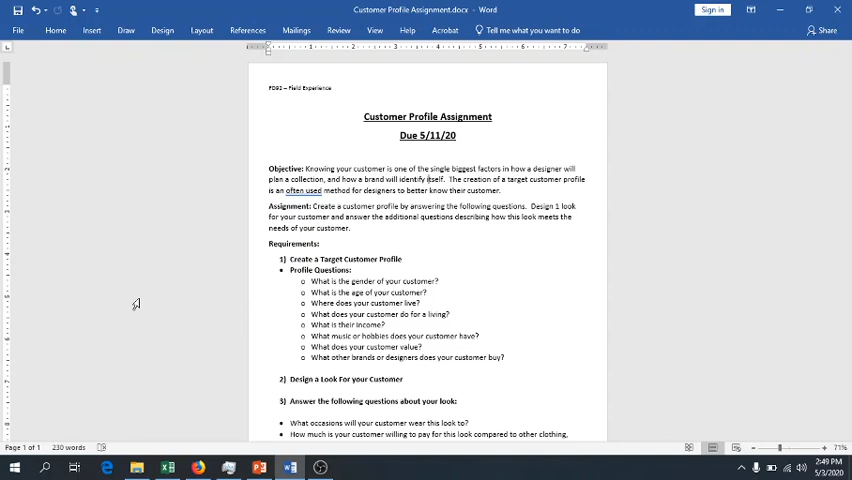 Customer Profile Assignment.docx - Word
Sign in
File Home Insert Draw Design Layout References Mailings Review View Help Acrobat Tell me what you want to do Share
1 2 3 4 5 6 7
FD92 – Field Experience
Customer Profile Assignment
Due 5/11/20
Objective: Knowing your customer is one of the single biggest factors in how a designer will
plan a collection, and how a brand will identify itself. The creation of a target customer profile
is an often used method for designers to better know their customer.
Assignment: Create a customer profile by answering the following questions. Design 1 look
for your customer and answer the additional questions describing how this look meets the
needs of your customer.
Requirements:
1) Create a Target Customer Profile
• Profile Questions:
o What is the gender of your customer?
o What is the age of your customer?
o Where does your customer live?
o What does your customer do for a living?
o What is their income?
o What music or hobbies does your customer have?
o What does your customer value?
o What other brands or designers does your customer buy?
2) Design a Look For your Customer
3) Answer the following questions about your look:
• What occasions will your customer wear this look to?
• How much is your customer willing to pay for this look compared to other clothing,
Page 1 of 1 230 words 71%
2:49 PM
5/3/2020